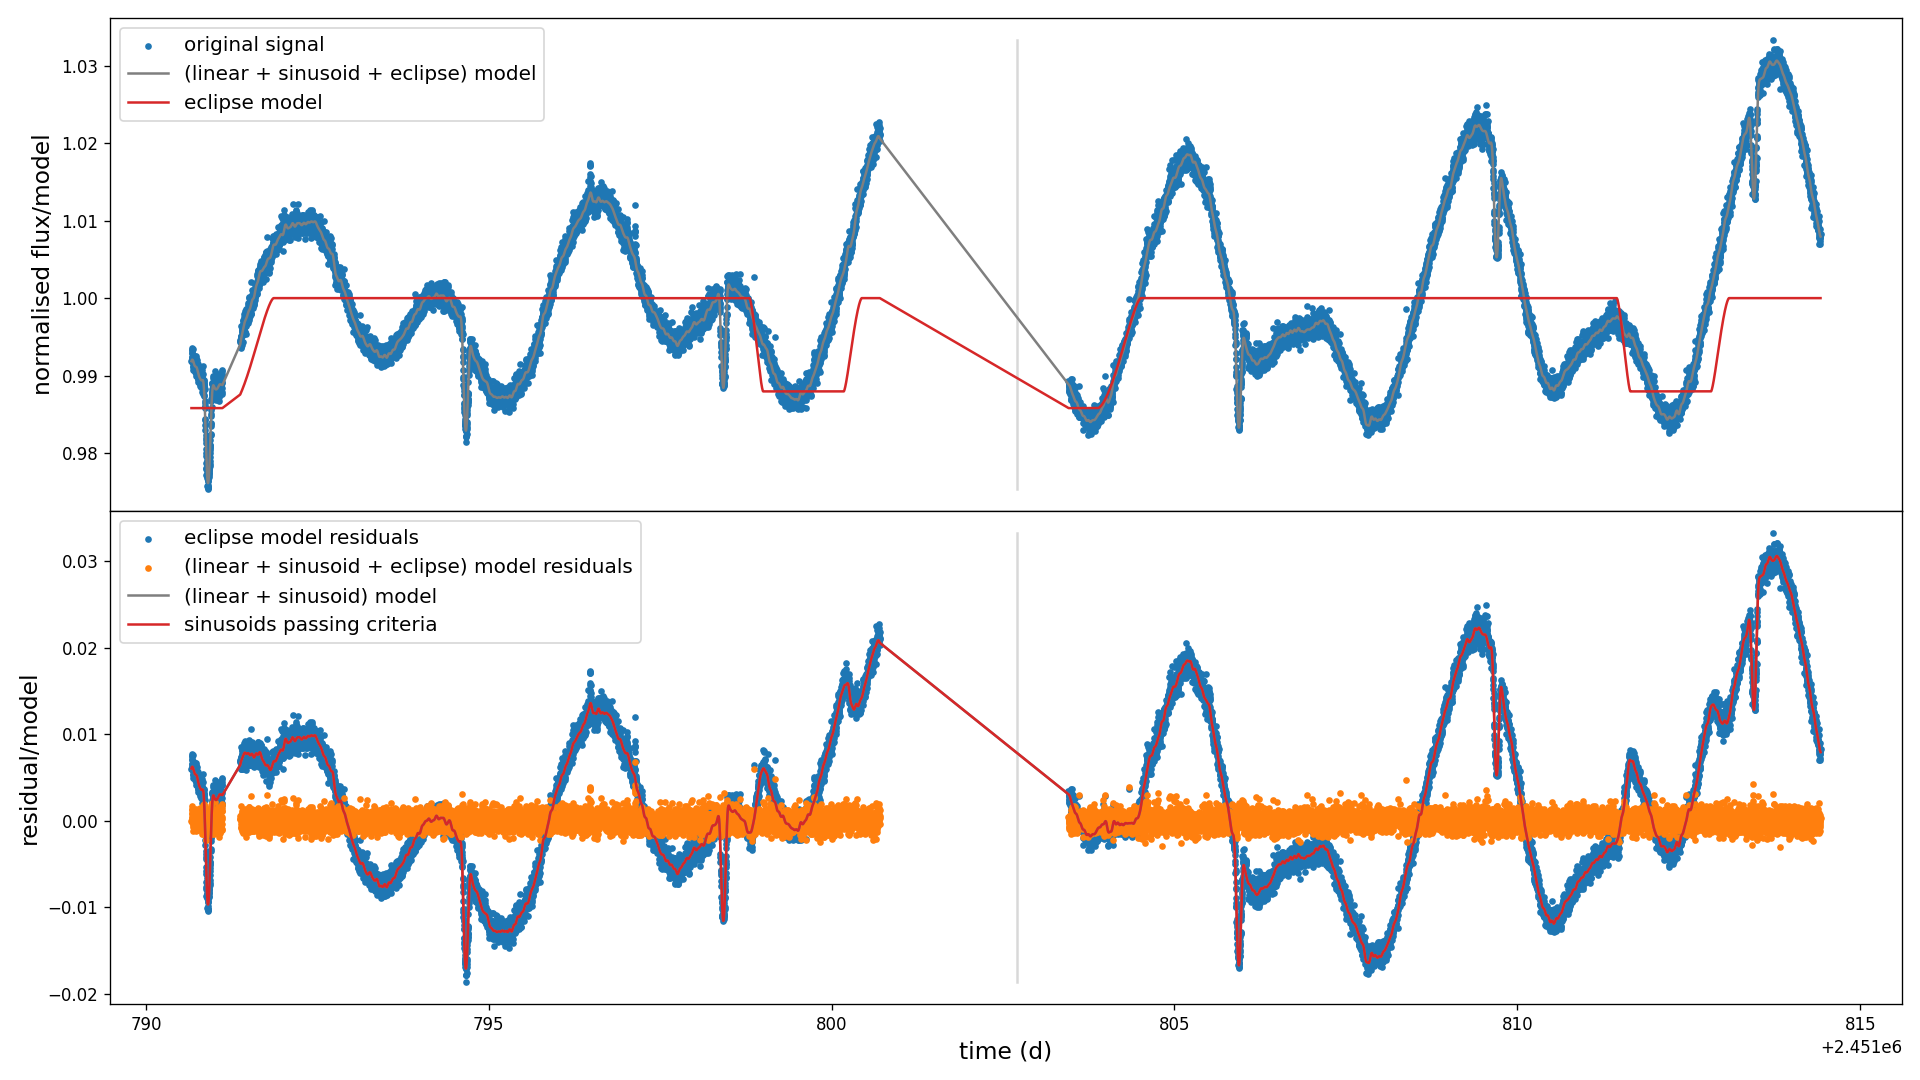 original signal
(linear + sinusoid + eclipse) model
eclipse model
normalised flux/model
1.03
1.02
1.01
1.00
0.99
0.98
eclipse model residuals
(linear + sinusoid + eclipse) model residuals
(linear + sinusoid) model
sinusoids passing criteria
residual/model
0.03
0.02
0.01
0.00
−0.01
−0.02
790 795 800 805 810 815
time (d)
+2.451e6